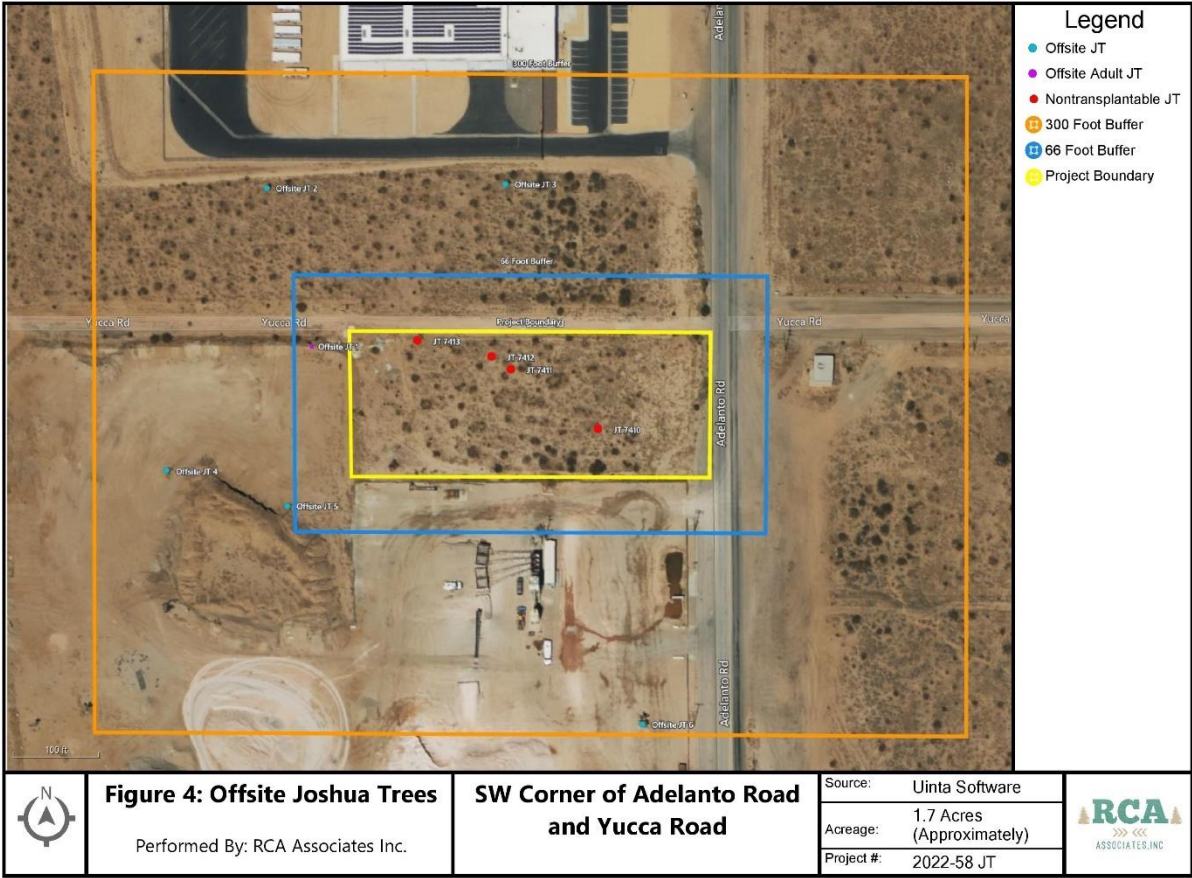 Adelanto
300 Foot Buffer
Offsite JT 2
Offsite JT 3
66 Foot Buffer
Yucca Rd
Yucca Rd
Project Boundary
Yucca Rd
Yucca
Offsite JT 1
JT 7413
JT 7412
JT 7411
JT 7410
Adelanto Rd
Offsite JT 4
Offsite JT 5
Adelanto Rd
Offsite JT 6
100 ft
Legend
Offsite JT
Offsite Adult JT
Nontransplantable JT
300 Foot Buffer
66 Foot Buffer
Project Boundary
N
Figure 4: Offsite Joshua Trees
Performed By: RCA Associates Inc.
SW Corner of Adelanto Road
and Yucca Road
Source: Uinta Software
Acreage: 1.7 Acres
(Approximately)
Project #: 2022-58 JT
RCA
ASSOCIATES, INC